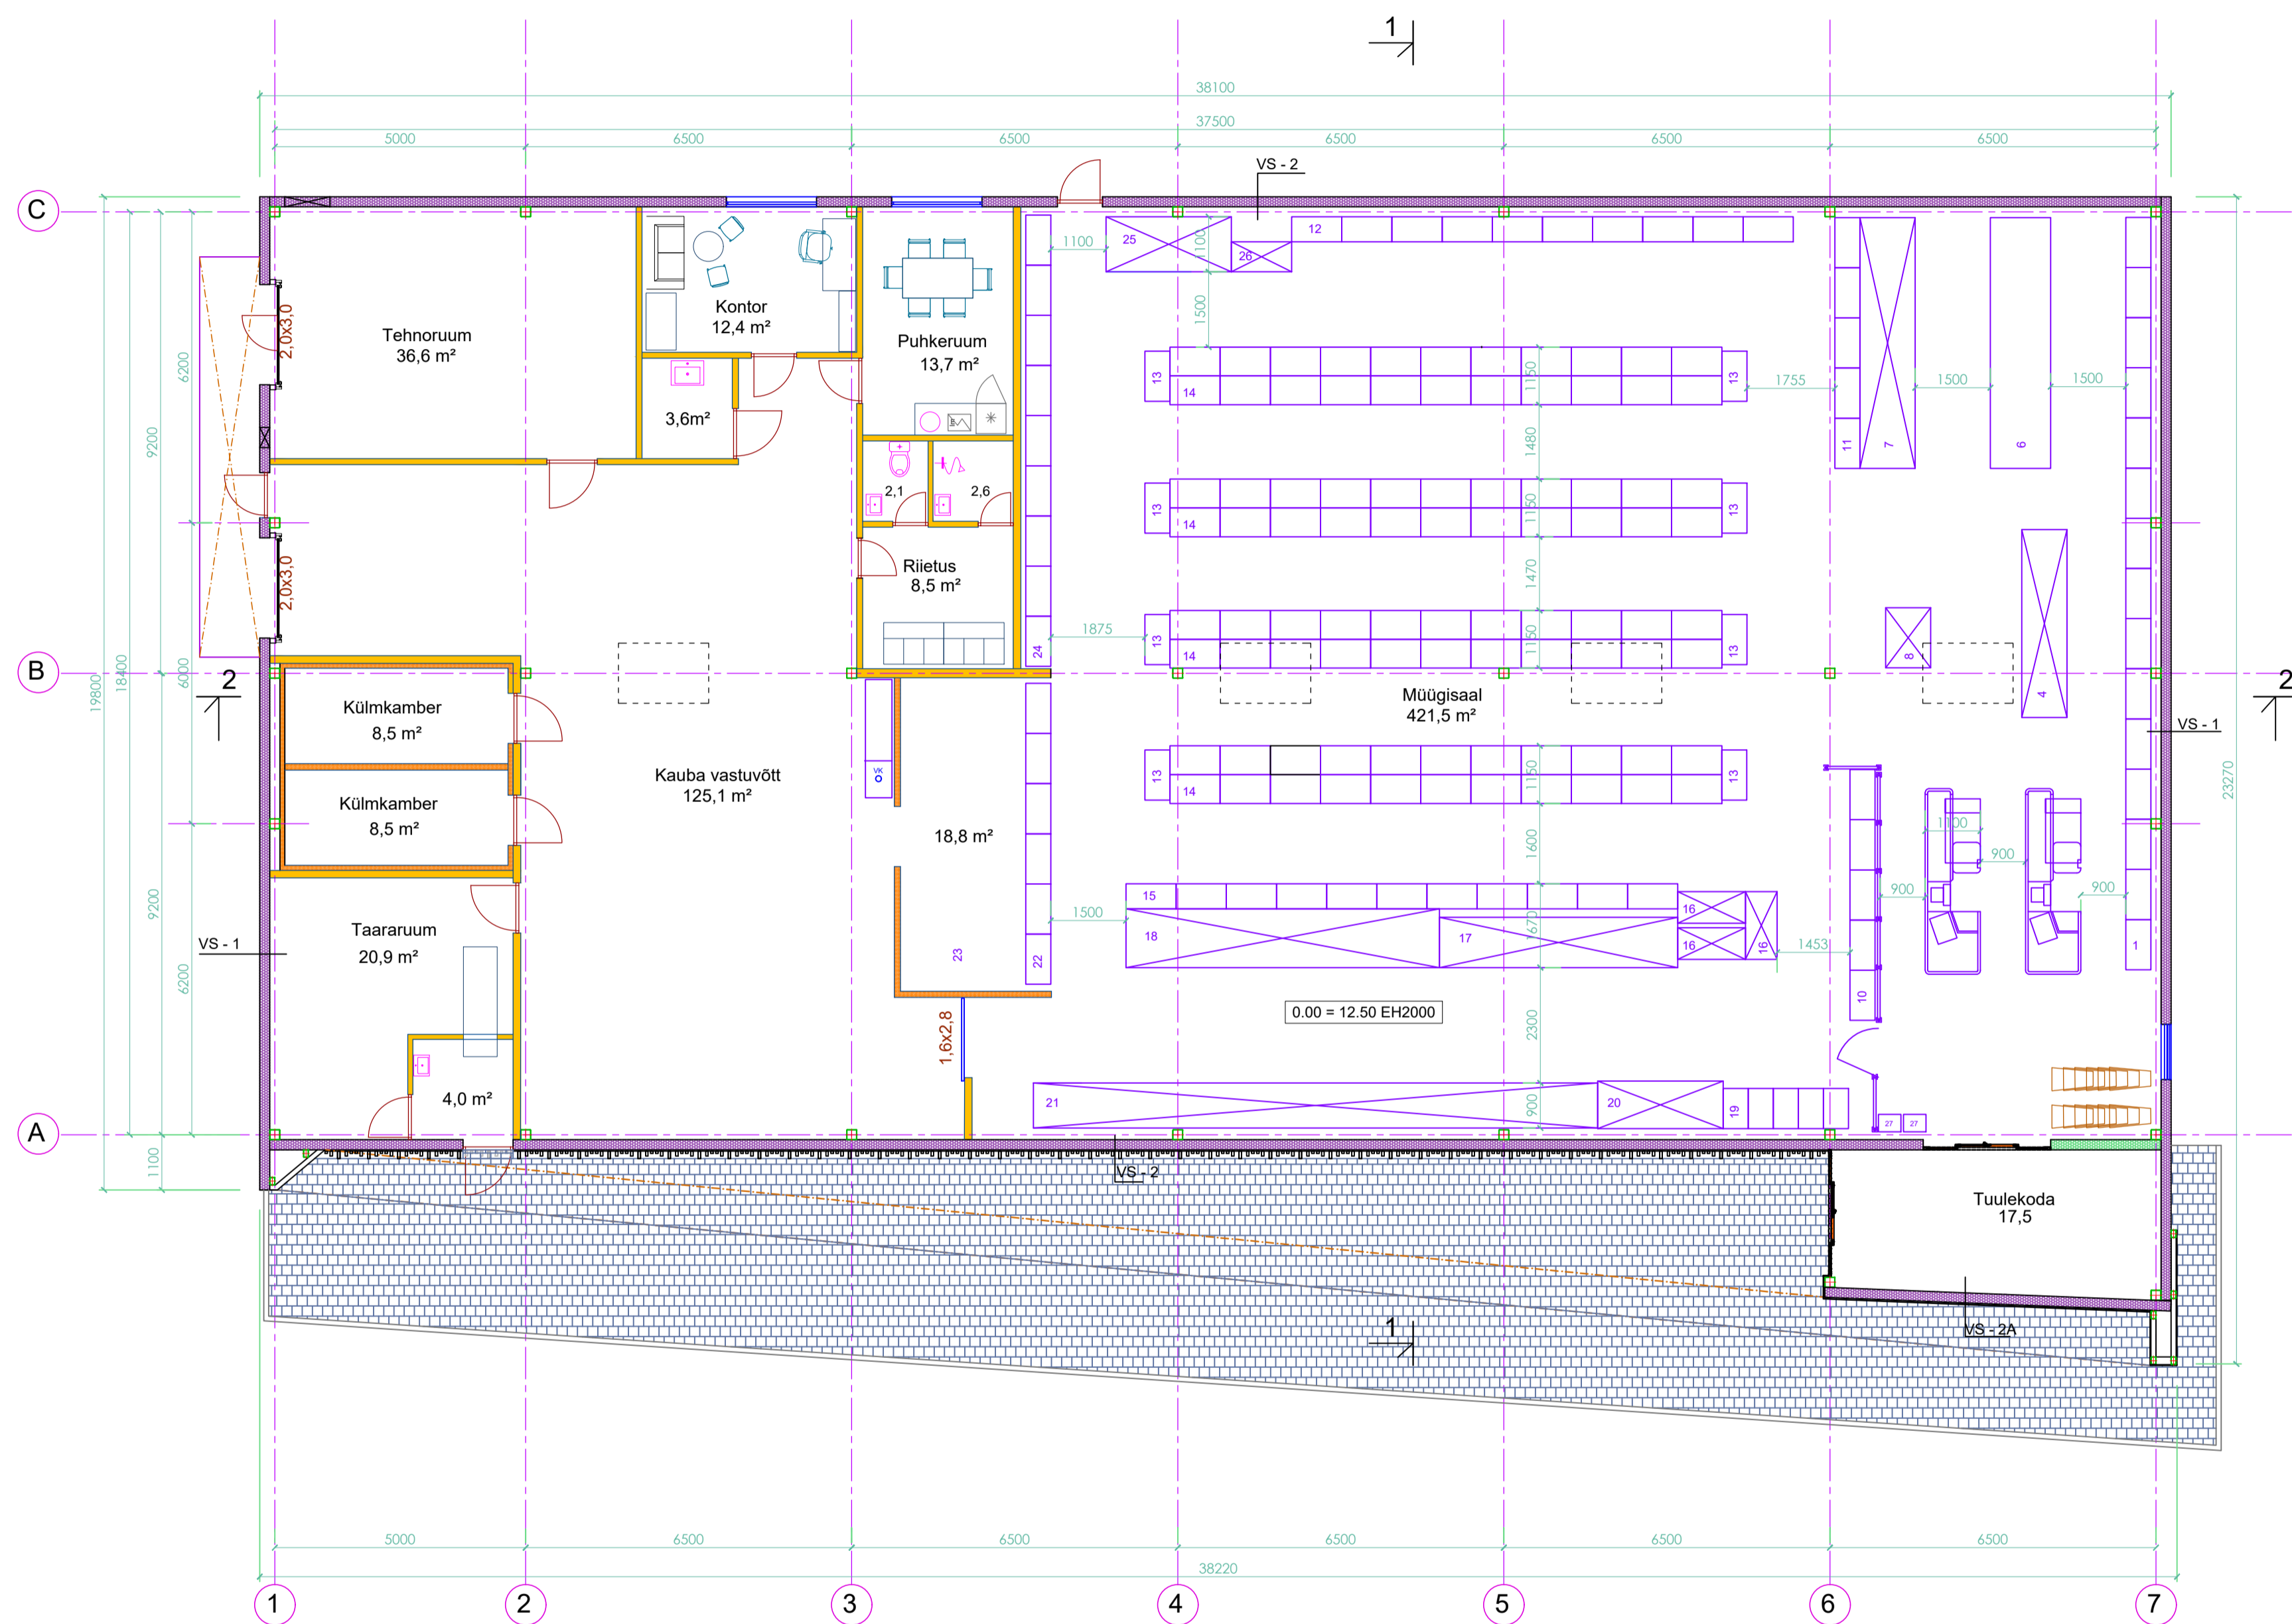 1
38100
37500
5000
6500
6500
6500
6500
6500
VS - 2
C
25
26
12
1100
1100
1500
2,0x3,0
Tehnoruum
36,6 m²
Kontor
12,4 m²
Puhkeruum
13,7 m²
3,6m²
13
14
1150
13
1755
11
7
1500
6
1500
6200
9200
1480
2,1
2,6
13
14
1150
13
2,0x3,0
Riietus
8,5 m²
1470
24
1875
13
14
1150
13
8
4
B
19800
18400
6000
2
Külmkamber
8,5 m²
Müügisaal
421,5 m²
2
VS - 1
Kauba vastuvõtt
125,1 m²
VK
13
14
1150
13
23270
Külmkamber
8,5 m²
18,8 m²
1600
1100
900
900
900
9200
6200
VS - 1
Taararuum
20,9 m²
23
22
1500
15
18
17
1670
16
16
16
1453
10
1
0.00 = 12.50 EH2000
2300
1,6x2,8
4,0 m²
21
900
20
19
27
27
A
1100
VS - 2
Tuulekoda
17,5
1
VS - 2A
5000
6500
6500
6500
6500
6500
38220
1
2
3
4
5
6
7